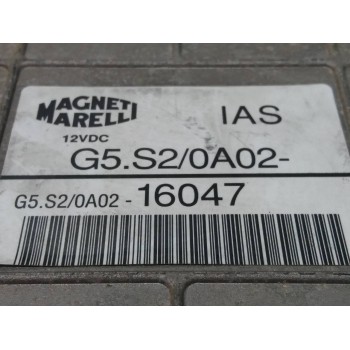 MAGNETI
MARELLI
IAS
12VDC
G5.S2/0A02-
G5.S2/0A02 - 16047